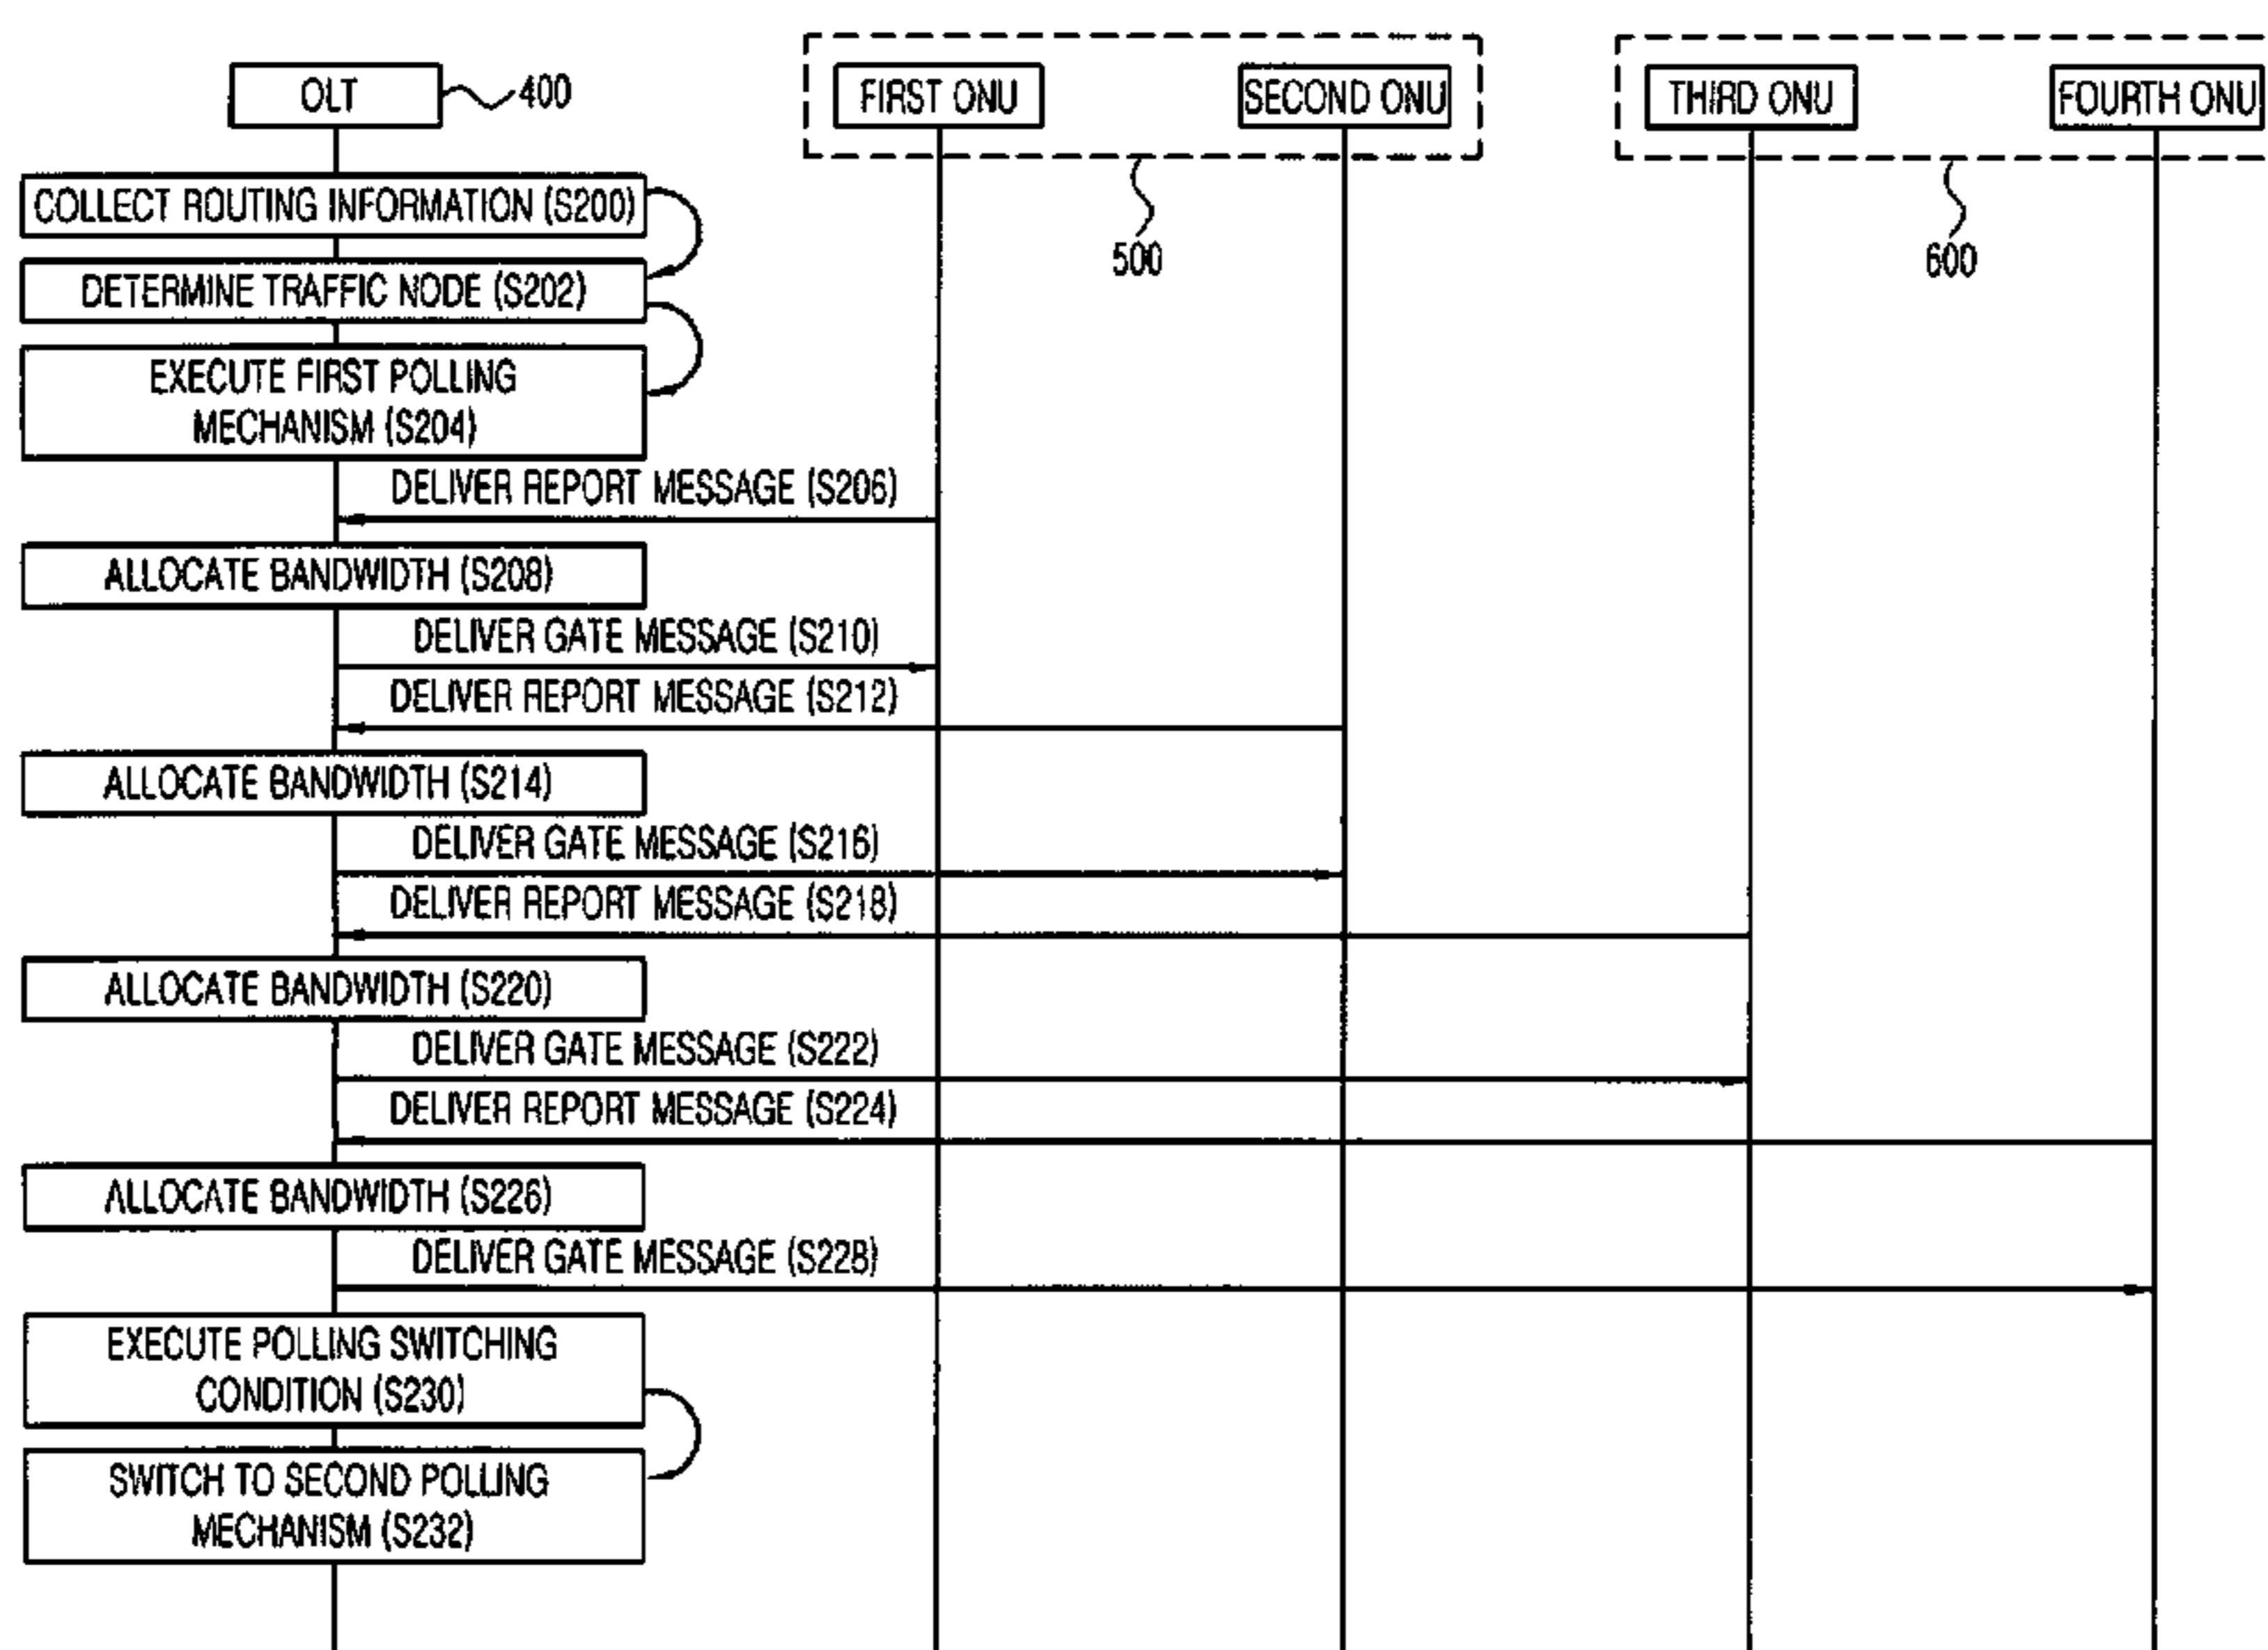 OLT
400
FIRST ONU
SECOND ONU
THIRD ONU
FOURTH ONU
500
600
COLLECT ROUTING INFORMATION (S200)
DETERMINE TRAFFIC NODE (S202)
EXECUTE FIRST POLLING
MECHANISM (S204)
DELIVER REPORT MESSAGE (S206)
ALLOCATE BANDWIDTH (S208)
DELIVER GATE MESSAGE (S210)
DELIVER REPORT MESSAGE (S212)
ALLOCATE BANDWIDTH (S214)
DELIVER GATE MESSAGE (S216)
DELIVER REPORT MESSAGE (S218)
ALLOCATE BANDWIDTH (S220)
DELIVER GATE MESSAGE (S222)
DELIVER REPORT MESSAGE (S224)
ALLOCATE BANDWIDTH (S226)
DELIVER GATE MESSAGE (S228)
EXECUTE POLLING SWITCHING
CONDITION (S230)
SWITCH TO SECOND POLLING
MECHANISM (S232)